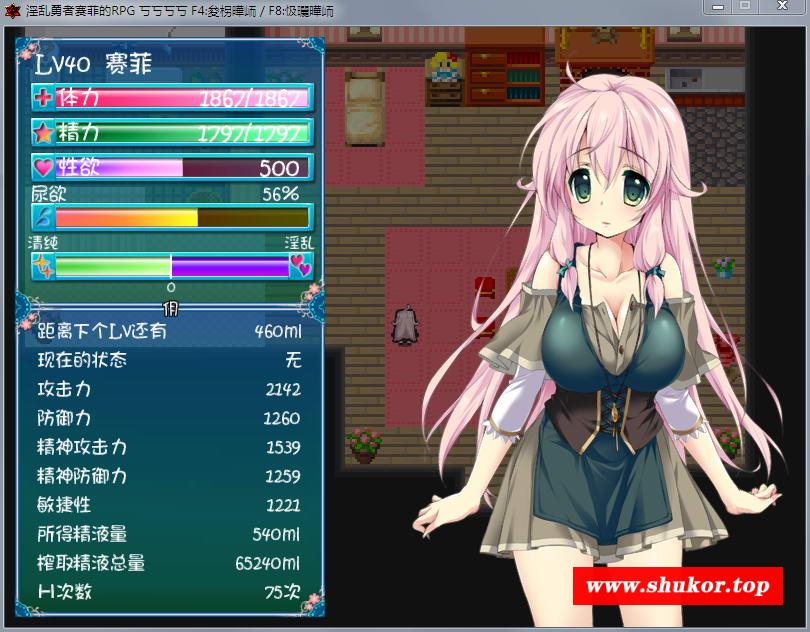 淫乱勇者赛菲的RPG
F4: / F8:
Lv40 赛菲
体力 1867/1867
精力 1797/1797
性欲 500
尿欲 56%
清纯 淫乱
0
距离下个Lv还有 460ml
现在的状态 无
攻击力 2142
防御力 1260
精神攻击力 1539
精神防御力 1259
敏捷性 1221
所得精液量 540ml
搾取精液总量 65240ml
H次数 75次
www.shukor.top